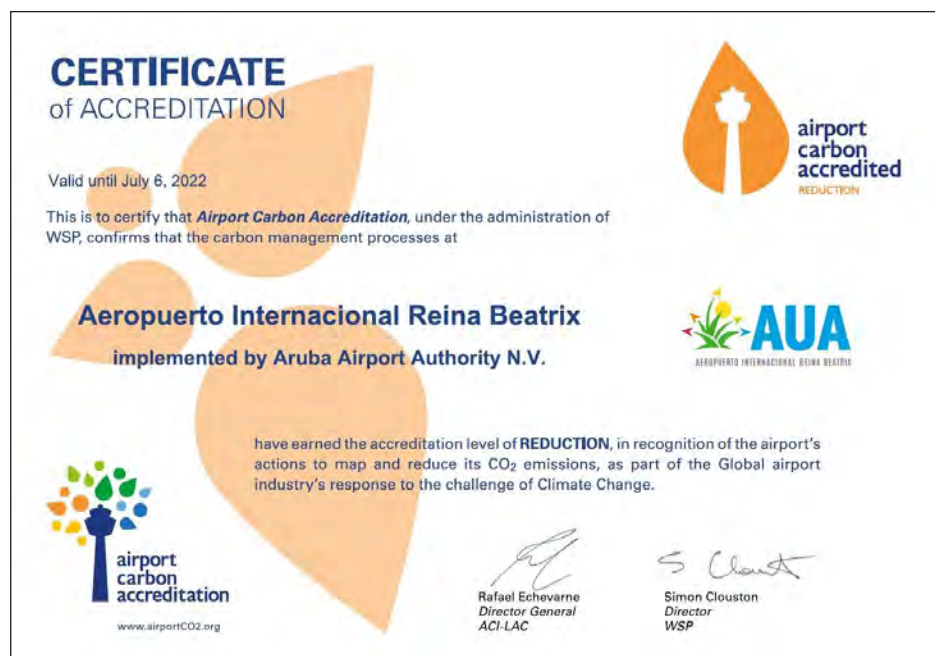 CERTIFICATE
of ACCREDITATION
airport
carbon
accredited
REDUCTION
Valid until July 6, 2022
This is to certify that Airport Carbon Accreditation, under the administration of
WSP, confirms that the carbon management processes at
Aeropuerto Internacional Reina Beatrix
implemented by Aruba Airport Authority N.V.
AUA
AEROPUERTO INTERNACIONAL REINA BEATRIX
have earned the accreditation level of REDUCTION, in recognition of the airport's
actions to map and reduce its CO₂ emissions, as part of the Global airport
industry's response to the challenge of Climate Change.
airport
carbon
accreditation
www.airportCO2.org
S Cloust
Rafael Echevarne
Director General
ACI-LAC
Simon Clouston
Director
WSP